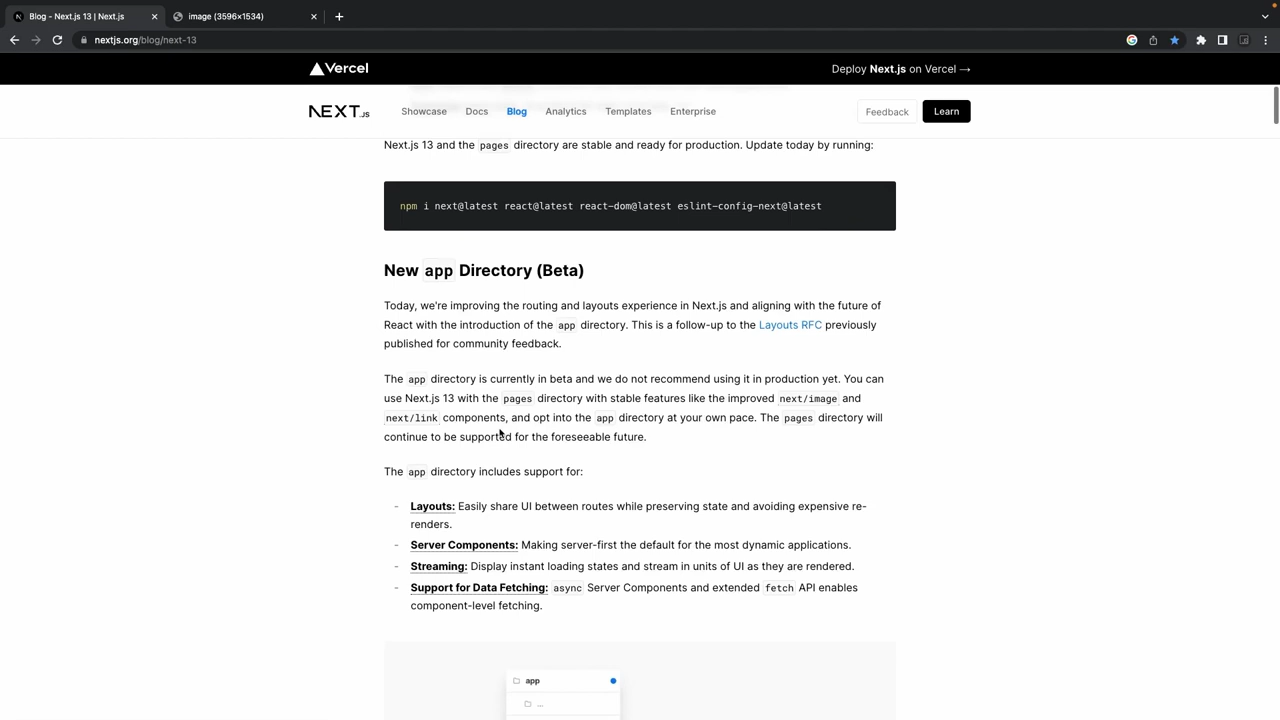 Blog - Next.js 13 | Next.js
image (3596×1534)
nextjs.org/blog/next-13
Vercel
Deploy Next.js on Vercel →
NEXT.JS
Showcase
Docs
Blog
Analytics
Templates
Enterprise
Feedback
Learn
Next.js 13 and the pages directory are stable and ready for production. Update today by running:
npm i next@latest react@latest react-dom@latest eslint-config-next@latest
New app Directory (Beta)
Today, we're improving the routing and layouts experience in Next.js and aligning with the future of
React with the introduction of the app directory. This is a follow-up to the Layouts RFC previously
published for community feedback.
The app directory is currently in beta and we do not recommend using it in production yet. You can
use Next.js 13 with the pages directory with stable features like the improved next/image and
next/link components, and opt into the app directory at your own pace. The pages directory will
continue to be supported for the foreseeable future.
The app directory includes support for:
- Layouts: Easily share UI between routes while preserving state and avoiding expensive re-
renders.
- Server Components: Making server-first the default for the most dynamic applications.
- Streaming: Display instant loading states and stream in units of UI as they are rendered.
- Support for Data Fetching: async Server Components and extended fetch API enables
component-level fetching.
app
...